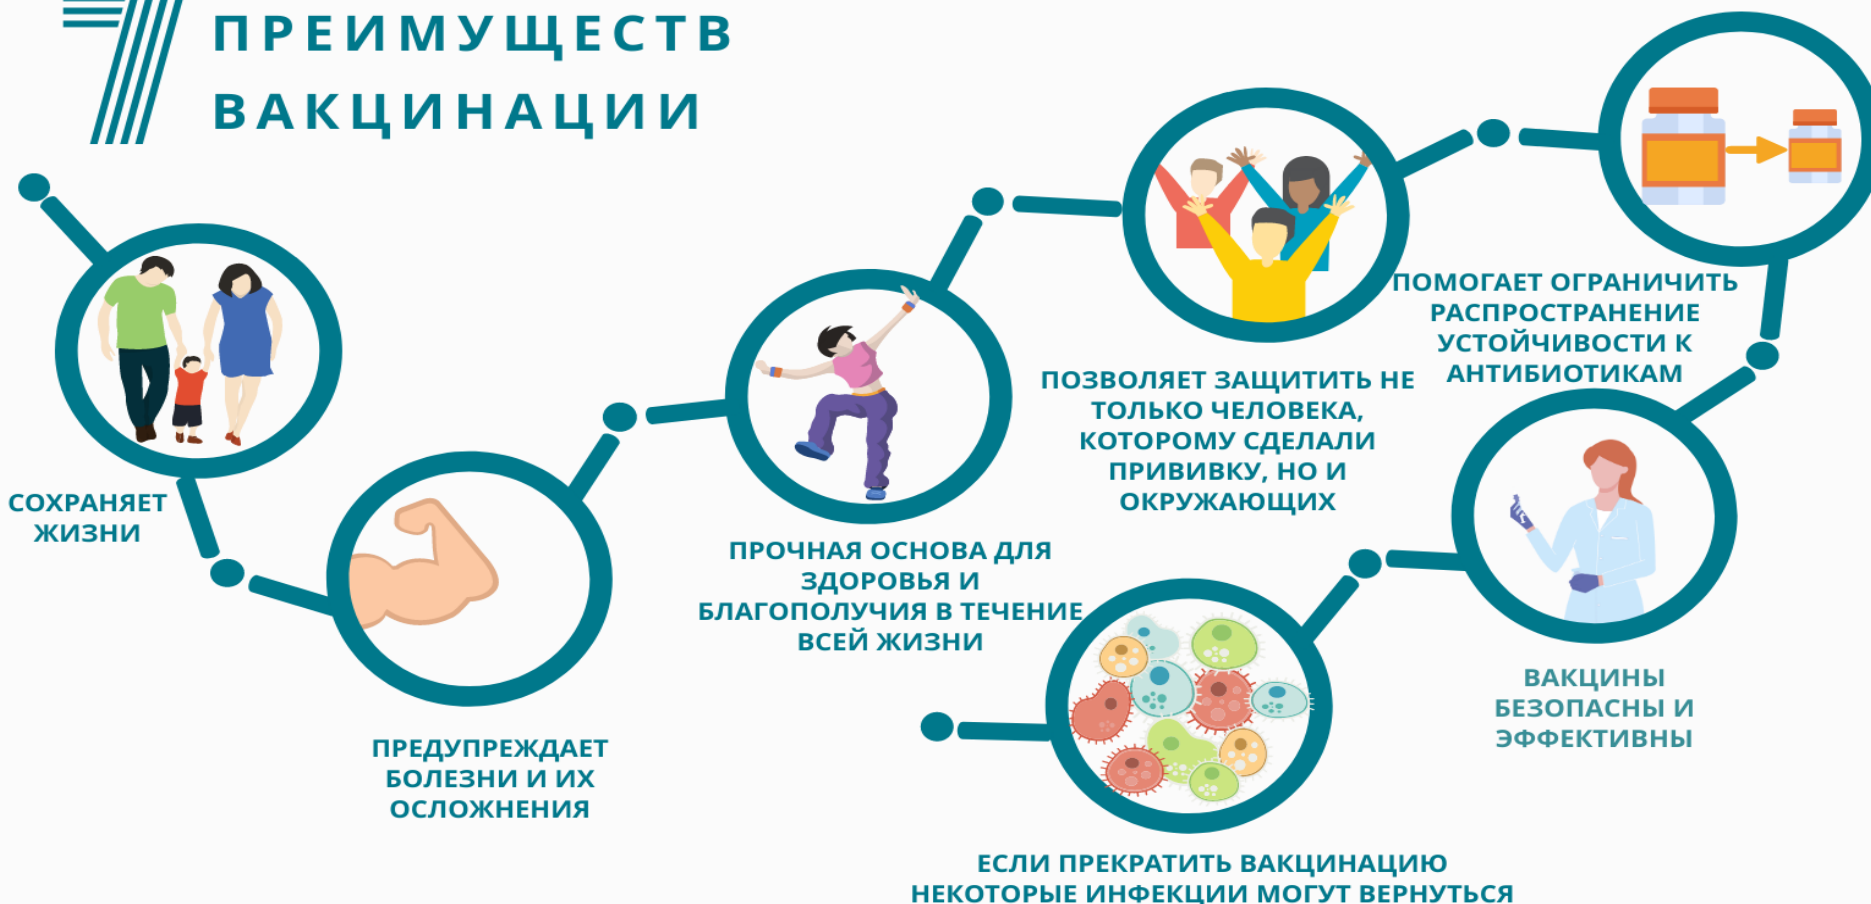 7
ПРЕИМУЩЕСТВ
ВАКЦИНАЦИИ
СОХРАНЯЕТ
ЖИЗНИ
ПРЕДУПРЕЖДАЕТ
БОЛЕЗНИ И ИХ
ОСЛОЖНЕНИЯ
ПРОЧНАЯ ОСНОВА ДЛЯ
ЗДОРОВЬЯ И
БЛАГОПОЛУЧИЯ В ТЕЧЕНИЕ
ВСЕЙ ЖИЗНИ
ПОЗВОЛЯЕТ ЗАЩИТИТЬ НЕ
ТОЛЬКО ЧЕЛОВЕКА,
КОТОРОМУ СДЕЛАЛИ
ПРИВИВКУ, НО И
ОКРУЖАЮЩИХ
ПОМОГАЕТ ОГРАНИЧИТЬ
РАСПРОСТРАНЕНИЕ
УСТОЙЧИВОСТИ К
АНТИБИОТИКАМ
ВАКЦИНЫ
БЕЗОПАСНЫ И
ЭФФЕКТИВНЫ
ЕСЛИ ПРЕКРАТИТЬ ВАКЦИНАЦИЮ
НЕКОТОРЫЕ ИНФЕКЦИИ МОГУТ ВЕРНУТЬСЯ